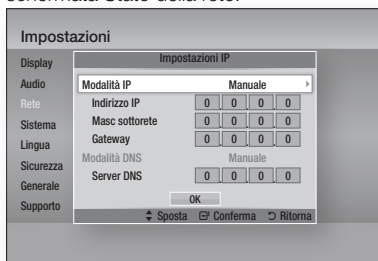 schermata Stato della rete.
Impostazioni
Display
Audio
Rete
Sistema
Lingua
Sicurezza
Generale
Supporto
Impostazioni IP
Modalità IP Manuale
Indirizzo IP 0 0 0 0
Masc sottorete 0 0 0 0
Gateway 0 0 0 0
Modalità DNS Manuale
Server DNS 0 0 0 0
OK
Sposta Conferma Ritorna